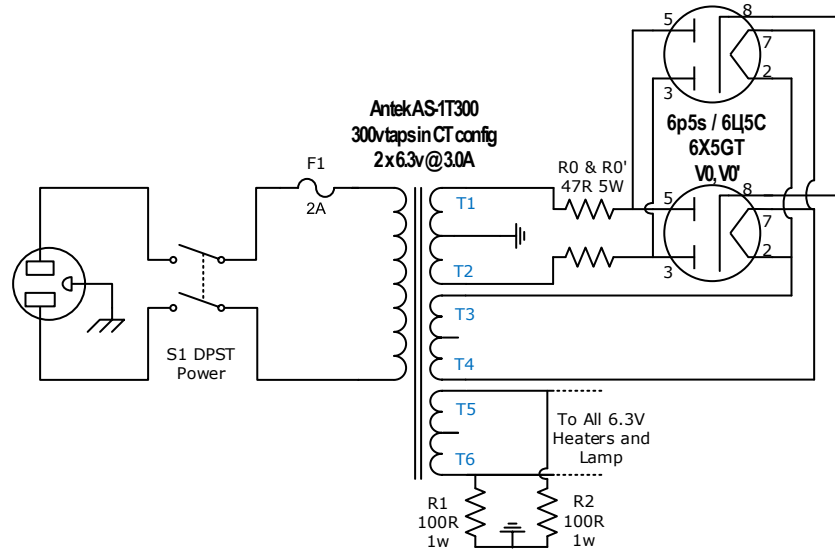 8
5
7
3
2
Antek AS-1T300
300v taps in CT config
2 x 6.3v @ 3.0A
6p5s / 6Ц5С
6X5GT
V0, V0'
F1
2A
R0 & R0'
47R 5W
8
5
7
3
2
T1
T2
T3
T4
S1 DPST
Power
T5
T6
To All 6.3V
Heaters and
Lamp
R1
100R
1w
R2
100R
1w